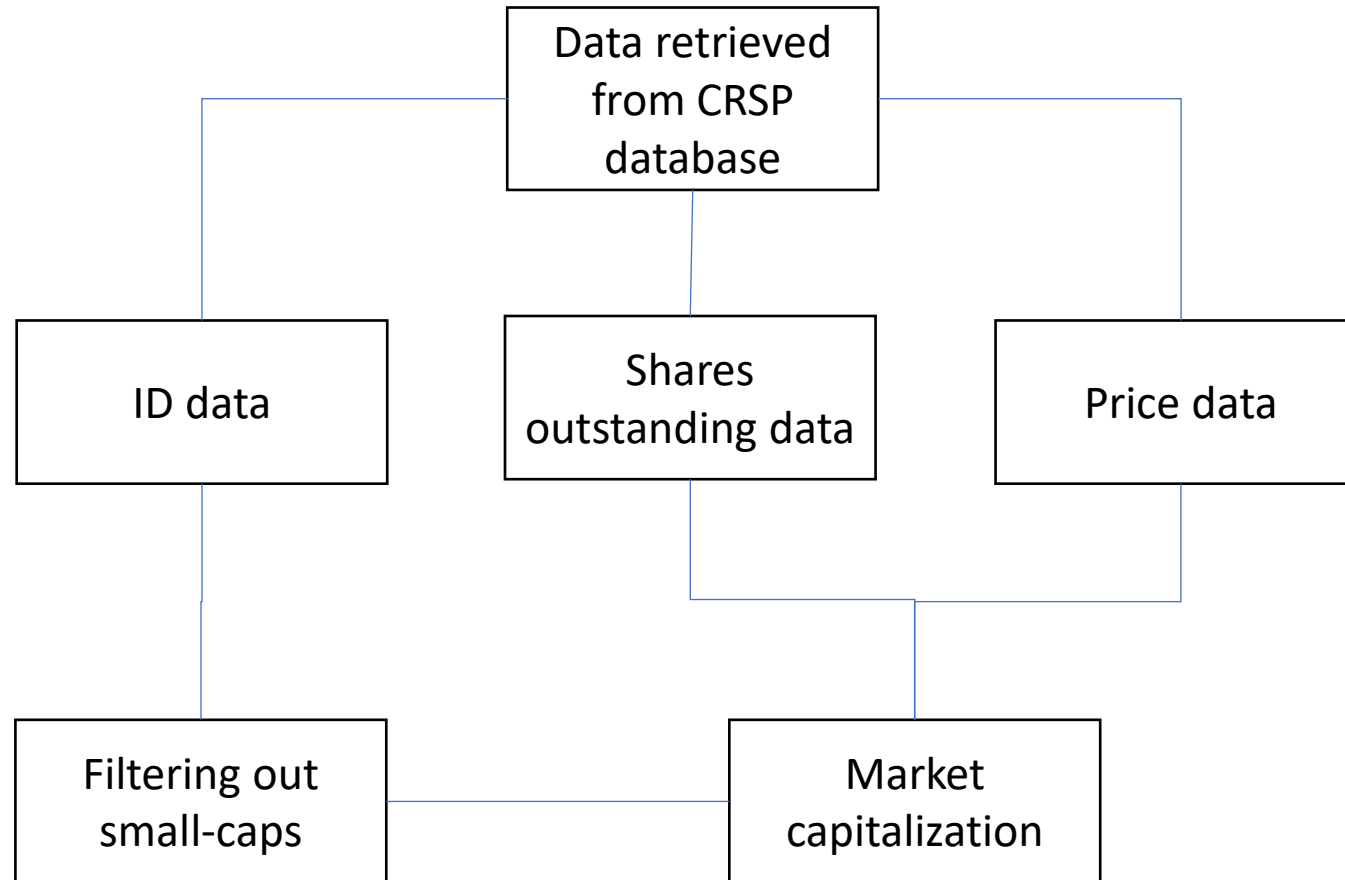 Data retrieved
from CRSP
database
ID data
Shares
outstanding data
Price data
Filtering out
small-caps
Market
capitalization